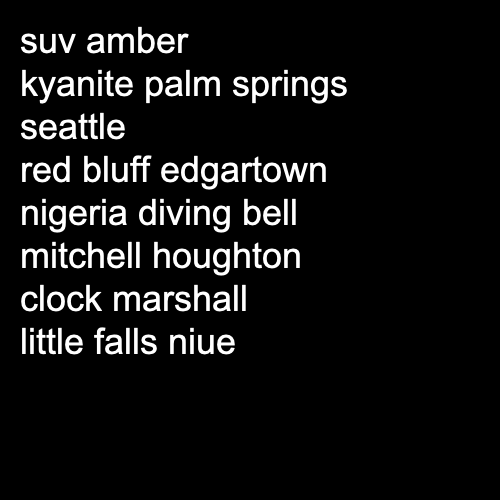 suv amber
kyanite palm springs
seattle
red bluff edgartown
nigeria diving bell
mitchell houghton
clock marshall
little falls niue